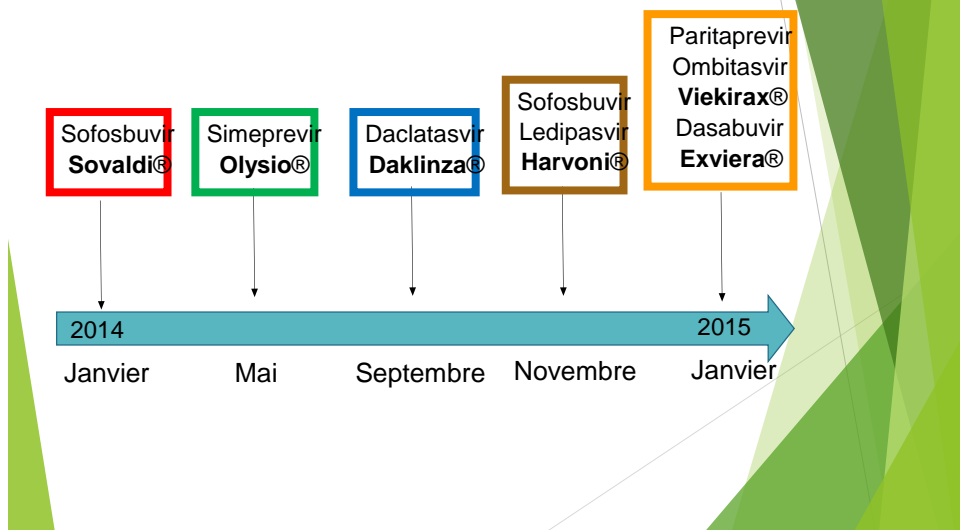 Sofosbuvir
Sovaldi®
Simeprevir
Olysio®
Daclatasvir
Daklinza®
Sofosbuvir
Ledipasvir
Harvoni®
Paritaprevir
Ombitasvir
Viekirax®
Dasabuvir
Exviera®
2014
2015
Janvier
Mai
Septembre
Novembre
Janvier